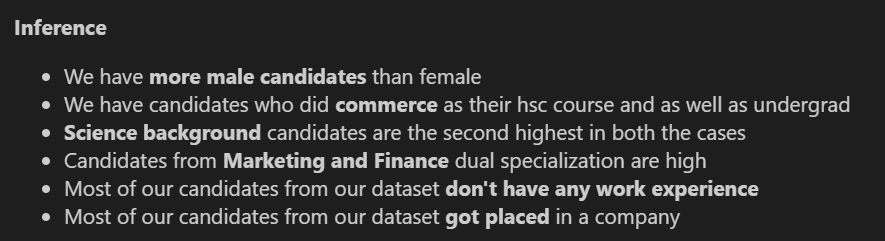 Inference
• We have more male candidates than female
• We have candidates who did commerce as their hsc course and as well as undergrad
• Science background candidates are the second highest in both the cases
• Candidates from Marketing and Finance dual specialization are high
• Most of our candidates from our dataset don't have any work experience
• Most of our candidates from our dataset got placed in a company